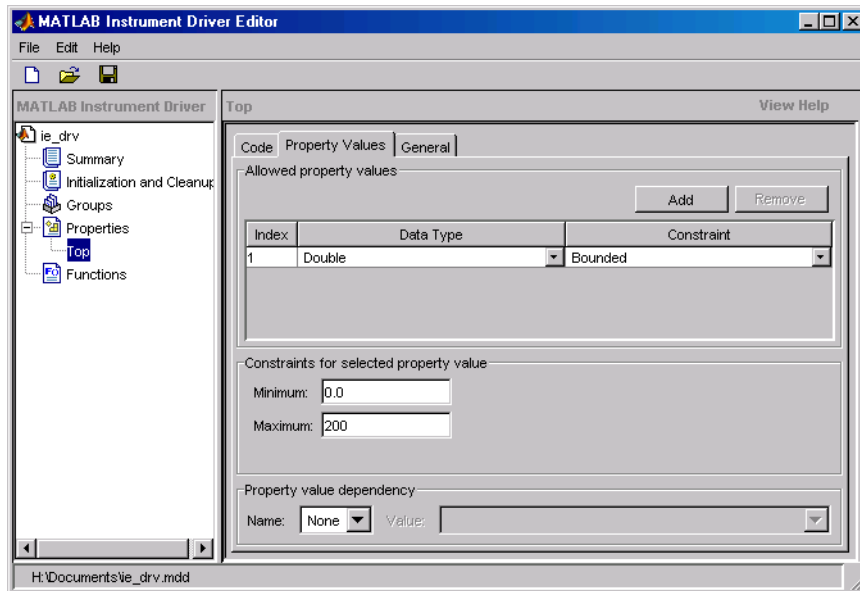 MATLAB Instrument Driver Editor
File Edit Help
MATLAB Instrument Driver
Top
View Help
ie_drv
Summary
Initialization and Cleanup
Groups
Properties
Top
Functions
Code Property Values General
Allowed property values
Add Remove
Index Data Type Constraint
1 Double Bounded
Constraints for selected property value
Minimum: 0.0
Maximum: 200
Property value dependency
Name: None Value:
H:\Documents\ie_drv.mdd